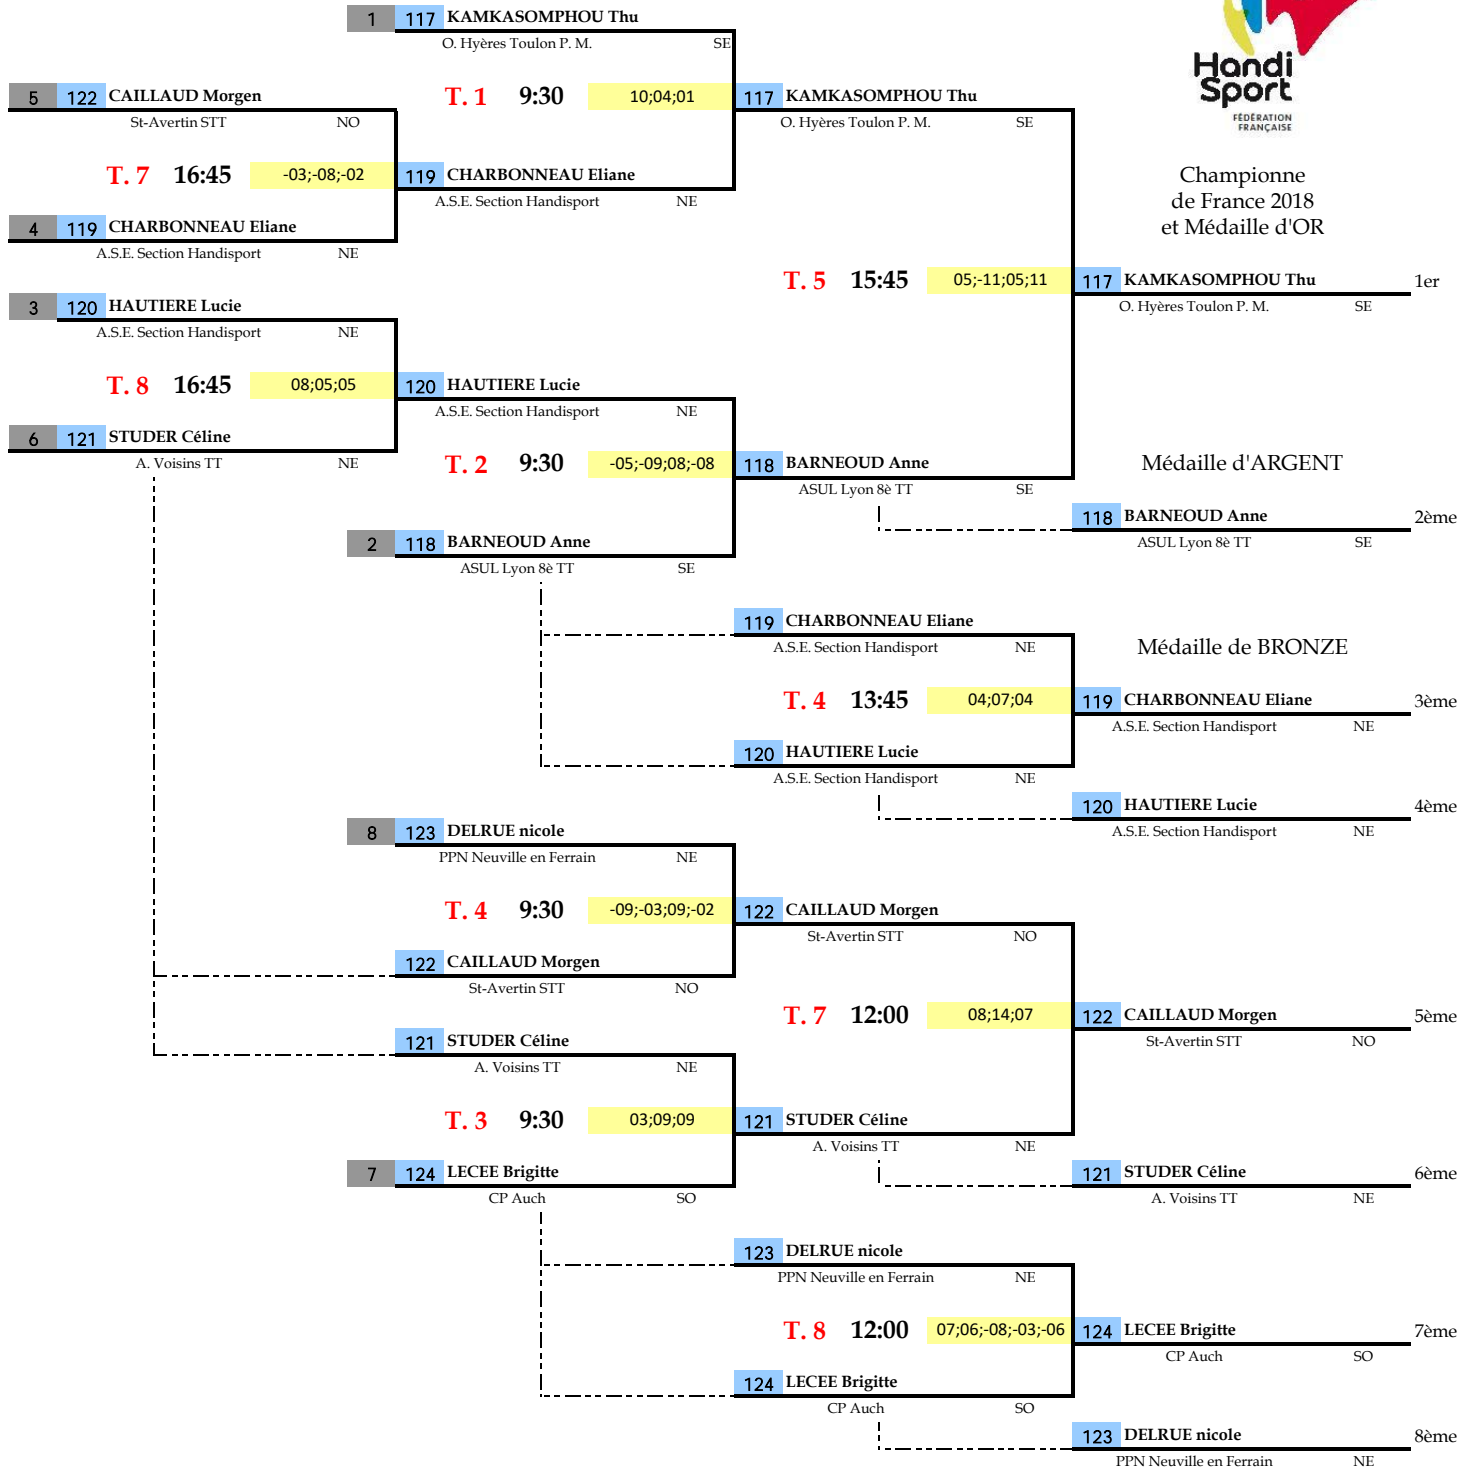 1 117 KAMKASOMPHOU Thu
O. Hyères Toulon P. M. SE
Handi
Sport
FÉDÉRATION
FRANÇAISE
5 122 CAILLAUD Morgen
St-Avertin STT NO
T. 1 9:30 10;04;01
117 KAMKASOMPHOU Thu
O. Hyères Toulon P. M. SE
T. 7 16:45 -03;-08;-02
119 CHARBONNEAU Eliane
A.S.E. Section Handisport NE
Championne
de France 2018
et Médaille d'OR
4 119 CHARBONNEAU Eliane
A.S.E. Section Handisport NE
T. 5 15:45 05;-11;05;11
117 KAMKASOMPHOU Thu 1er
O. Hyères Toulon P. M. SE
3 120 HAUTIERE Lucie
A.S.E. Section Handisport NE
T. 8 16:45 08;05;05
120 HAUTIERE Lucie
A.S.E. Section Handisport NE
6 121 STUDER Céline
A. Voisins TT NE
T. 2 9:30 -05;-09;08;-08
118 BARNEOUD Anne
ASUL Lyon 8è TT SE
Médaille d'ARGENT
118 BARNEOUD Anne 2ème
ASUL Lyon 8è TT SE
2 118 BARNEOUD Anne
ASUL Lyon 8è TT SE
119 CHARBONNEAU Eliane
A.S.E. Section Handisport NE
Médaille de BRONZE
T. 4 13:45 04;07;04
119 CHARBONNEAU Eliane 3ème
A.S.E. Section Handisport NE
120 HAUTIERE Lucie
A.S.E. Section Handisport NE
120 HAUTIERE Lucie 4ème
A.S.E. Section Handisport NE
8 123 DELRUE nicole
PPN Neuville en Ferrain NE
T. 4 9:30 -09;-03;09;-02
122 CAILLAUD Morgen
St-Avertin STT NO
122 CAILLAUD Morgen
St-Avertin STT NO
T. 7 12:00 08;14;07
122 CAILLAUD Morgen 5ème
St-Avertin STT NO
121 STUDER Céline
A. Voisins TT NE
T. 3 9:30 03;09;09
121 STUDER Céline
A. Voisins TT NE
7 124 LECEE Brigitte
CP Auch SO
121 STUDER Céline 6ème
A. Voisins TT NE
123 DELRUE nicole
PPN Neuville en Ferrain NE
T. 8 12:00 07;06;-08;-03;-06
124 LECEE Brigitte 7ème
CP Auch SO
124 LECEE Brigitte
CP Auch SO
123 DELRUE nicole 8ème
PPN Neuville en Ferrain NE